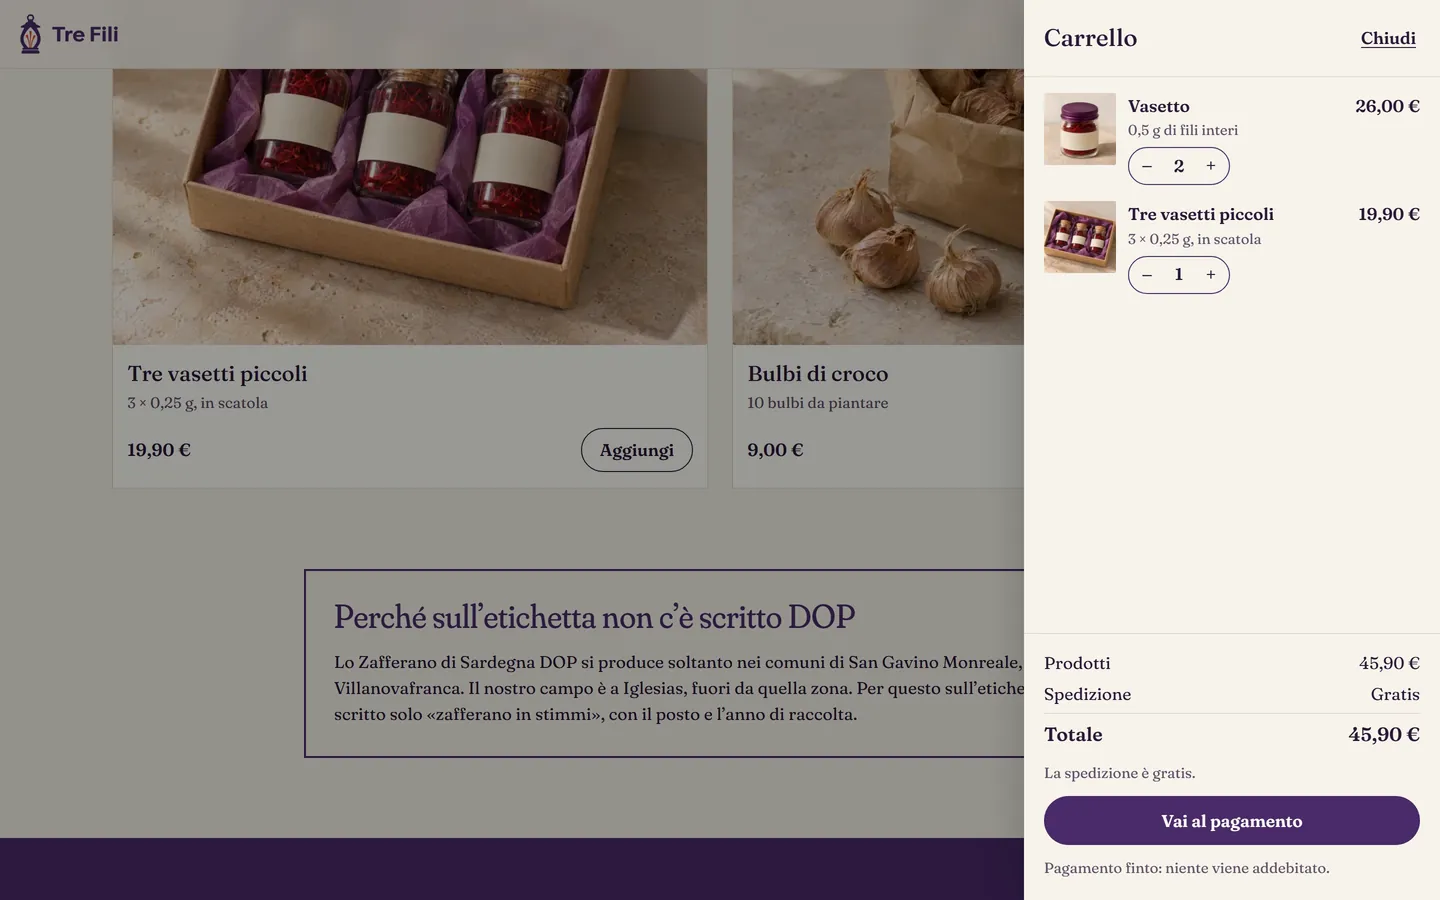 Tre Fili
Tre vasetti piccoli
3 × 0,25 g, in scatola
19,90 €
Aggiungi
Bulbi di croco
10 bulbi da piantare
9,00 €
Perché sull’etichetta non c’è scritto DOP
Lo Zafferano di Sardegna DOP si produce soltanto nei comuni di San Gavino Monreale,
Villanovafranca. Il nostro campo è a Iglesias, fuori da quella zona. Per questo sull’etiche
scritto solo «zafferano in stimmi», con il posto e l’anno di raccolta.
Carrello
Chiudi
Vasetto
26,00 €
0,5 g di fili interi
– 2 +
Tre vasetti piccoli
19,90 €
3 × 0,25 g, in scatola
– 1 +
Prodotti
45,90 €
Spedizione
Gratis
Totale
45,90 €
La spedizione è gratis.
Vai al pagamento
Pagamento finto: niente viene addebitato.